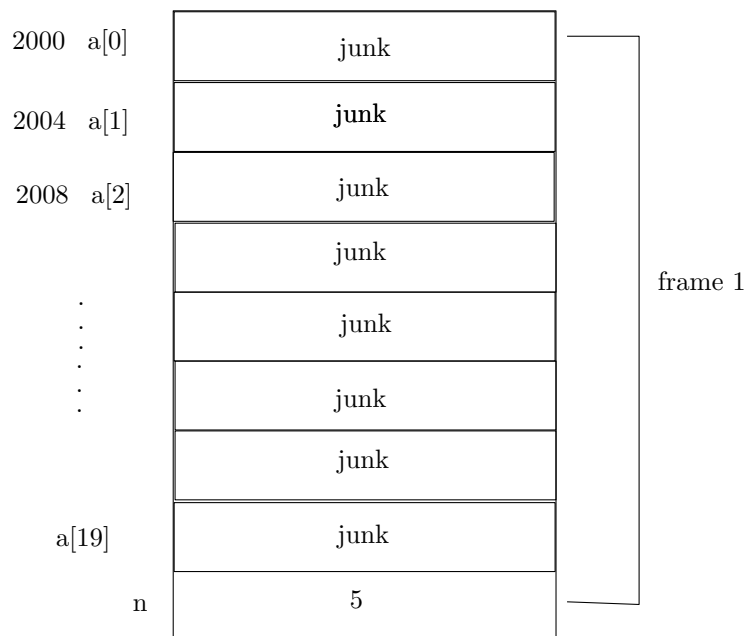 2000 a[0] junk
2004 a[1] junk
2008 a[2] junk
junk
frame 1
.
.
junk
.
.
junk
.
.
junk
a[19] junk
n 5